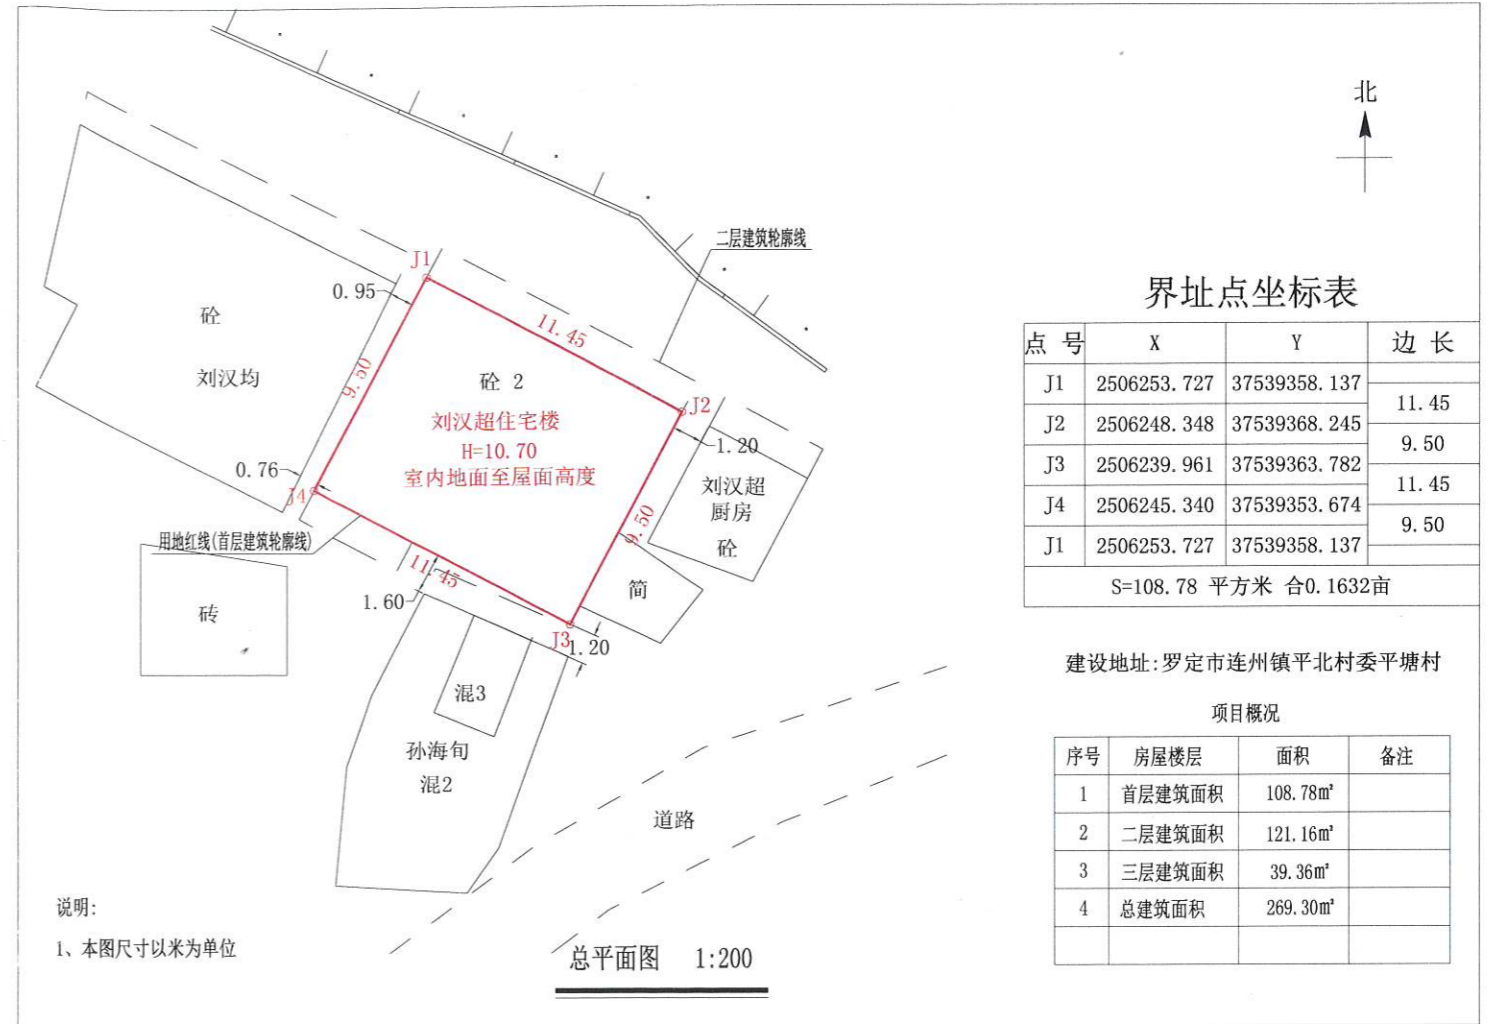 北
二层建筑轮廓线
J1
0.95
11.45
砼
刘汉均
9.50
砼 2
刘汉超住宅楼
H=10.70
室内地面至屋面高度
J2
1.20
0.76
J4
刘汉超
厨房
砼
9.50
用地红线(首层建筑轮廓线)
11.45
简
砖
1.60
J3
1.20
混3
孙海旬
混2
道路
说明:
1、本图尺寸以米为单位
总平面图 1:200
界址点坐标表
点 号 X Y 边 长
J1 2506253.727 37539358.137
11.45
J2 2506248.348 37539368.245
9.50
J3 2506239.961 37539363.782
11.45
J4 2506245.340 37539353.674
9.50
J1 2506253.727 37539358.137
S=108.78 平方米 合0.1632亩
建设地址:罗定市连州镇平北村委平塘村
项目概况
序号 房屋楼层 面积 备注
1 首层建筑面积 108.78㎡
2 二层建筑面积 121.16㎡
3 三层建筑面积 39.36㎡
4 总建筑面积 269.30㎡